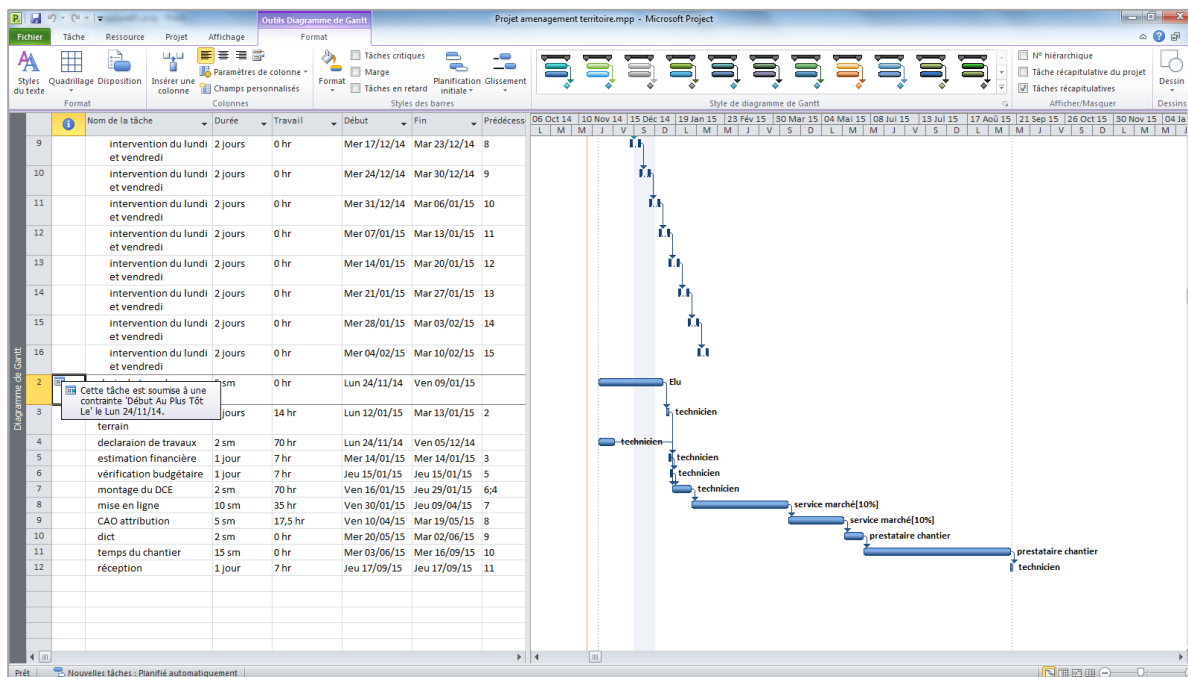 Outils Diagramme de Gantt
Projet amenagement territoire.mpp - Microsoft Project
Fichier Tâche Ressource Projet Affichage Format
Styles du texte
Quadrillage
Disposition
Format
Insérer une colonne
Paramètres de colonne
Champs personnalisés
Colonnes
Format
Tâches critiques
Marge
Tâches en retard
Planification initiale
Glissement
Styles des barres
Style de diagramme de Gantt
N° hiérarchique
Tâche récapitulative du projet
Tâches récapitulatives
Afficher/Masquer
Dessin
Dessins
Nom de la tâche Durée Travail Début Fin Prédécess
06 Oct 14 10 Nov 14 15 Déc 14 19 Jan 15 23 Fév 15 30 Mar 15 04 Mai 15 08 Jui 15 13 Jul 15 17 Aoû 15 21 Sep 15 26 Oct 15 30 Nov 15 04 Ja
L M M J V S D L M M J V S D L M M J V S D L M M J
9 intervention du lundi et vendredi 2 jours 0 hr Mer 17/12/14 Mar 23/12/14 8
10 intervention du lundi et vendredi 2 jours 0 hr Mer 24/12/14 Mar 30/12/14 9
11 intervention du lundi et vendredi 2 jours 0 hr Mer 31/12/14 Mar 06/01/15 10
12 intervention du lundi et vendredi 2 jours 0 hr Mer 07/01/15 Mar 13/01/15 11
13 intervention du lundi et vendredi 2 jours 0 hr Mer 14/01/15 Mar 20/01/15 12
14 intervention du lundi et vendredi 2 jours 0 hr Mer 21/01/15 Mar 27/01/15 13
15 intervention du lundi et vendredi 2 jours 0 hr Mer 28/01/15 Mar 03/02/15 14
16 intervention du lundi et vendredi 2 jours 0 hr Mer 04/02/15 Mar 10/02/15 15
2 sm 0 hr Lun 24/11/14 Ven 09/01/15 Elu
Cette tâche est soumise à une
contrainte 'Début Au Plus Tôt
Le' le Lun 24/11/14.
3 terrain jours 14 hr Lun 12/01/15 Mar 13/01/15 2 technicien
4 declaraion de travaux 2 sm 70 hr Lun 24/11/14 Ven 05/12/14 technicien
5 estimation financière 1 jour 7 hr Mer 14/01/15 Mer 14/01/15 3 technicien
6 vérification budgétaire 1 jour 7 hr Jeu 15/01/15 Jeu 15/01/15 5 technicien
7 montage du DCE 2 sm 70 hr Ven 16/01/15 Jeu 29/01/15 6;4 technicien
8 mise en ligne 10 sm 35 hr Ven 30/01/15 Jeu 09/04/15 7 service marché[10%]
9 CAO attribution 5 sm 17,5 hr Ven 10/04/15 Mar 19/05/15 8 service marché[10%]
10 dict 2 sm 0 hr Mer 20/05/15 Mar 02/06/15 9 prestataire chantier
11 temps du chantier 15 sm 0 hr Mer 03/06/15 Mer 16/09/15 10 prestataire chantier
12 réception 1 jour 7 hr Jeu 17/09/15 Jeu 17/09/15 11 technicien
Diagramme de Gantt
Prêt Nouvelles tâches : Planifié automatiquement